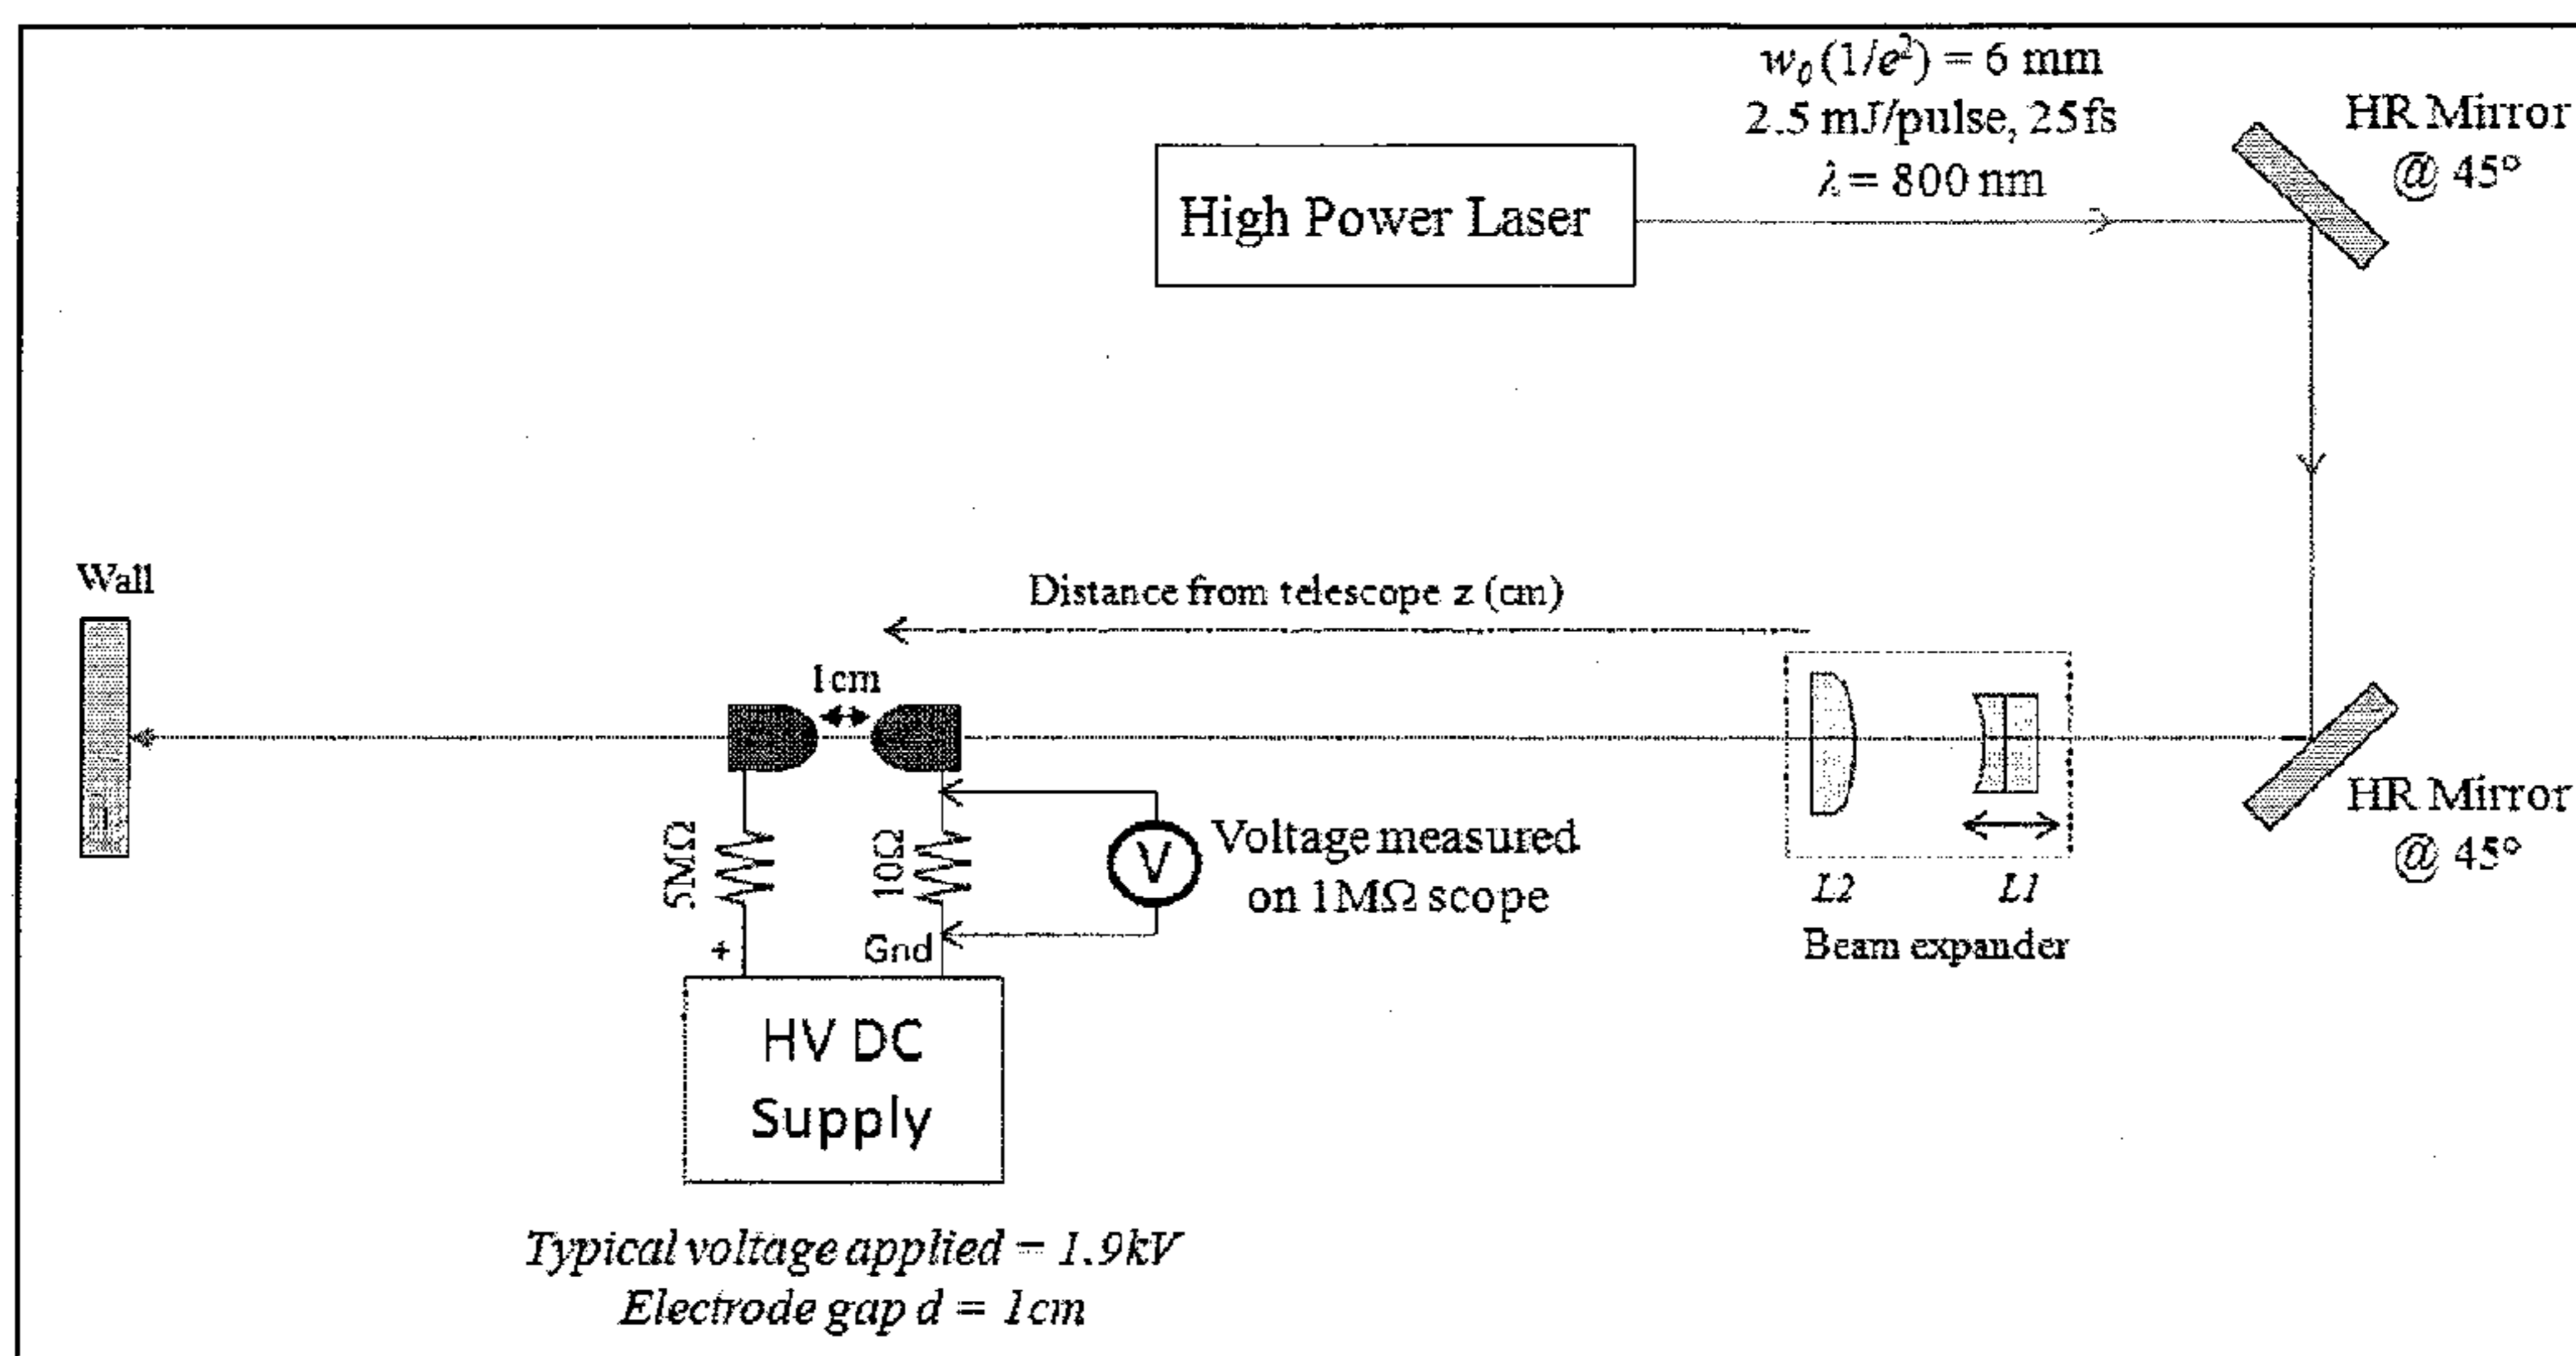 w₀ (1/e²) = 6 mm
2.5 mJ/pulse, 25fs
λ = 800 nm
HR Mirror
@ 45°
High Power Laser
Wall
Distance from telescope z (cm)
1cm
5MΩ
10Ω
V
Voltage measured
on 1MΩ scope
+
Gnd
HV DC
Supply
L2
L1
Beam expander
HR Mirror
@ 45°
Typical voltage applied = 1.9kV
Electrode gap d = 1cm